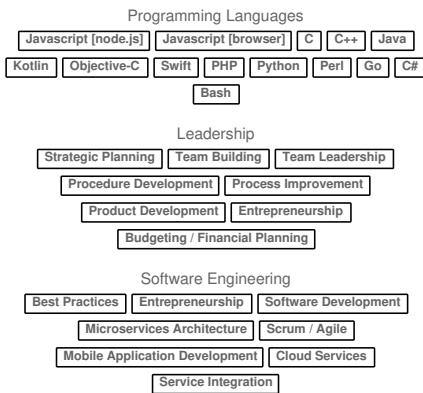 Programming Languages
Javascript [node.js] Javascript [browser] C C++ Java
Kotlin Objective-C Swift PHP Python Perl Go C#
Bash
Leadership
Strategic Planning Team Building Team Leadership
Procedure Development Process Improvement
Product Development Entrepreneurship
Budgeting / Financial Planning
Software Engineering
Best Practices Entrepreneurship Software Development
Microservices Architecture Scrum / Agile
Mobile Application Development Cloud Services
Service Integration